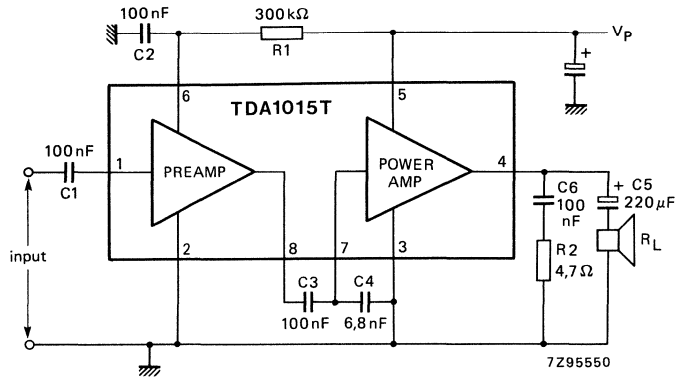 100 nF
C2
300 kΩ
R1
VP
+
6
5
TDA1015T
100 nF
C1
1
PREAMP
POWER
AMP
4
C6
100
nF
+ C5
220 μF
input
2
8
7
3
R2
4,7 Ω
RL
C3
100 nF
C4
6,8 nF
7Z95550